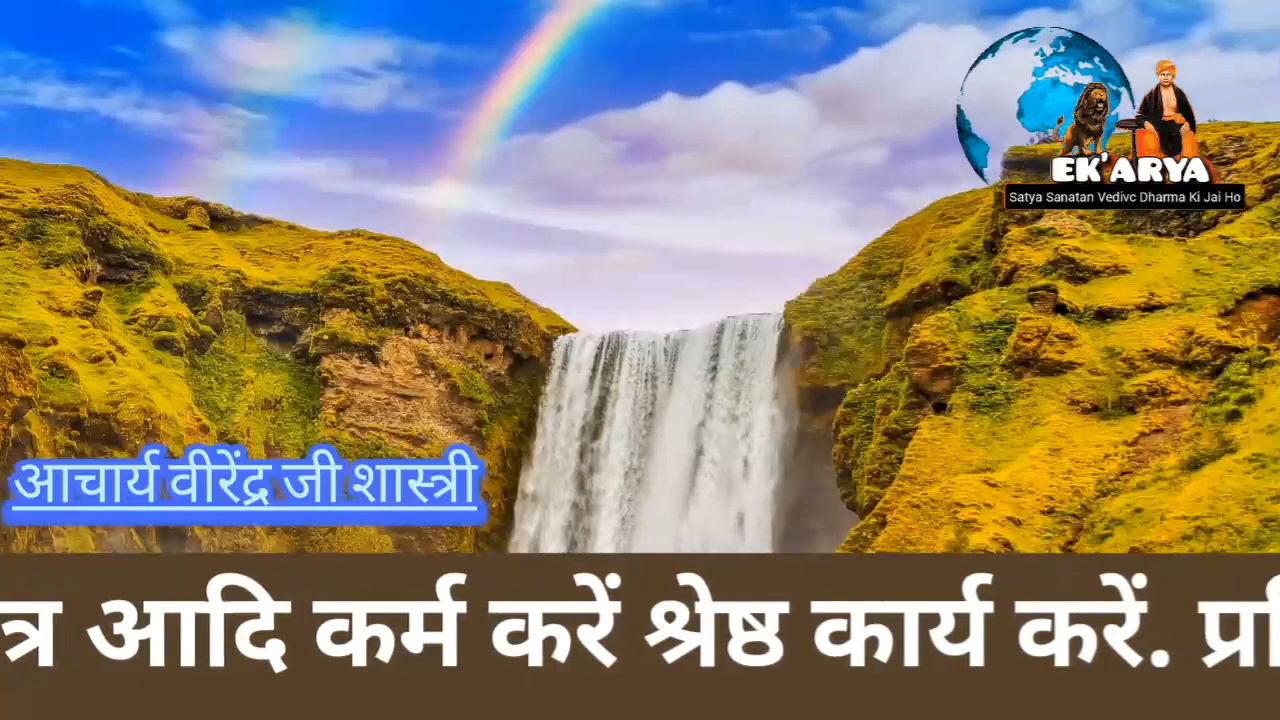 EK'ARYA
Satya Sanatan Vedivc Dharma Ki Jai Ho
आचार्य वीरेंद्र जी शास्त्री
त्र आदि कर्म करें श्रेष्ठ कार्य करें.